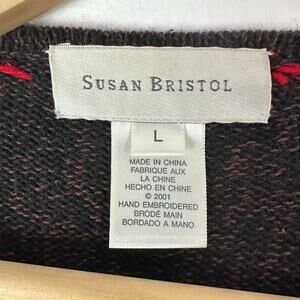 SUSAN BRISTOL
L
MADE IN CHINA
FABRIQUE AUX
LA CHINE
HECHO EN CHINE
© 2001
HAND EMBROIDERED
BRODÉ MAIN
BORDADO A MANO